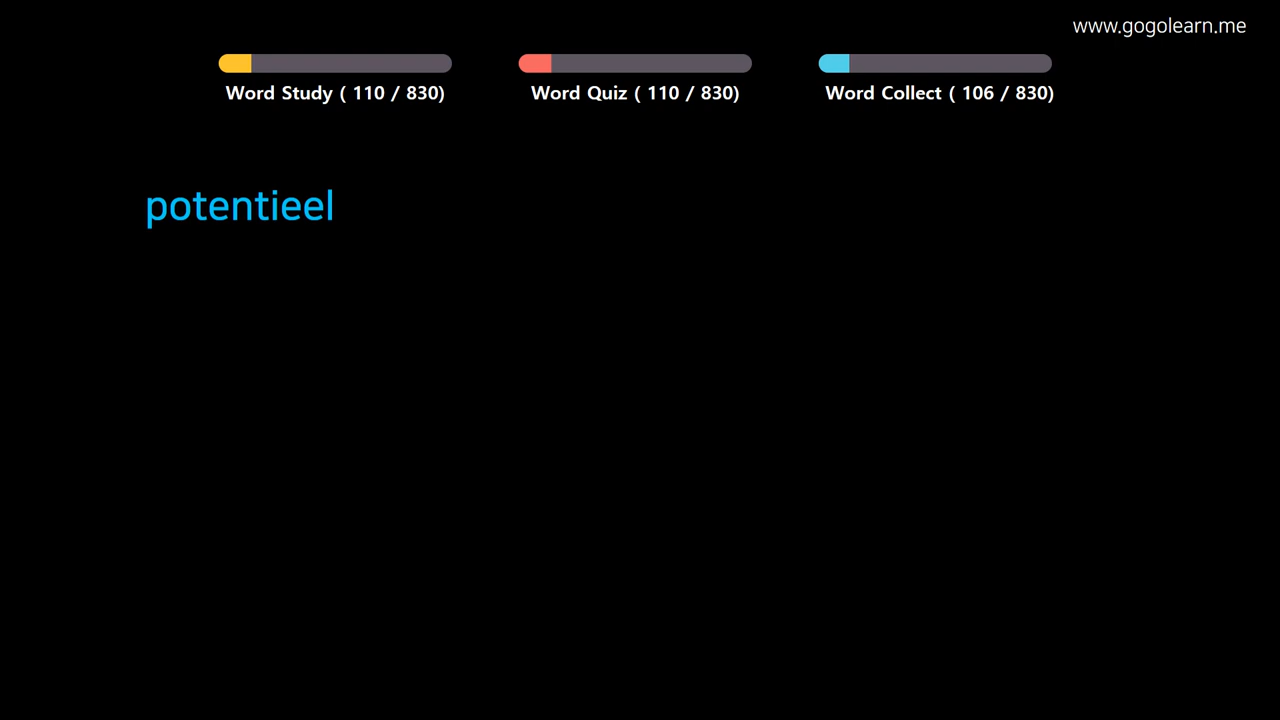 www.gogolearn.me
Word Study ( 110 / 830)
Word Quiz ( 110 / 830)
Word Collect ( 106 / 830)
potentieel